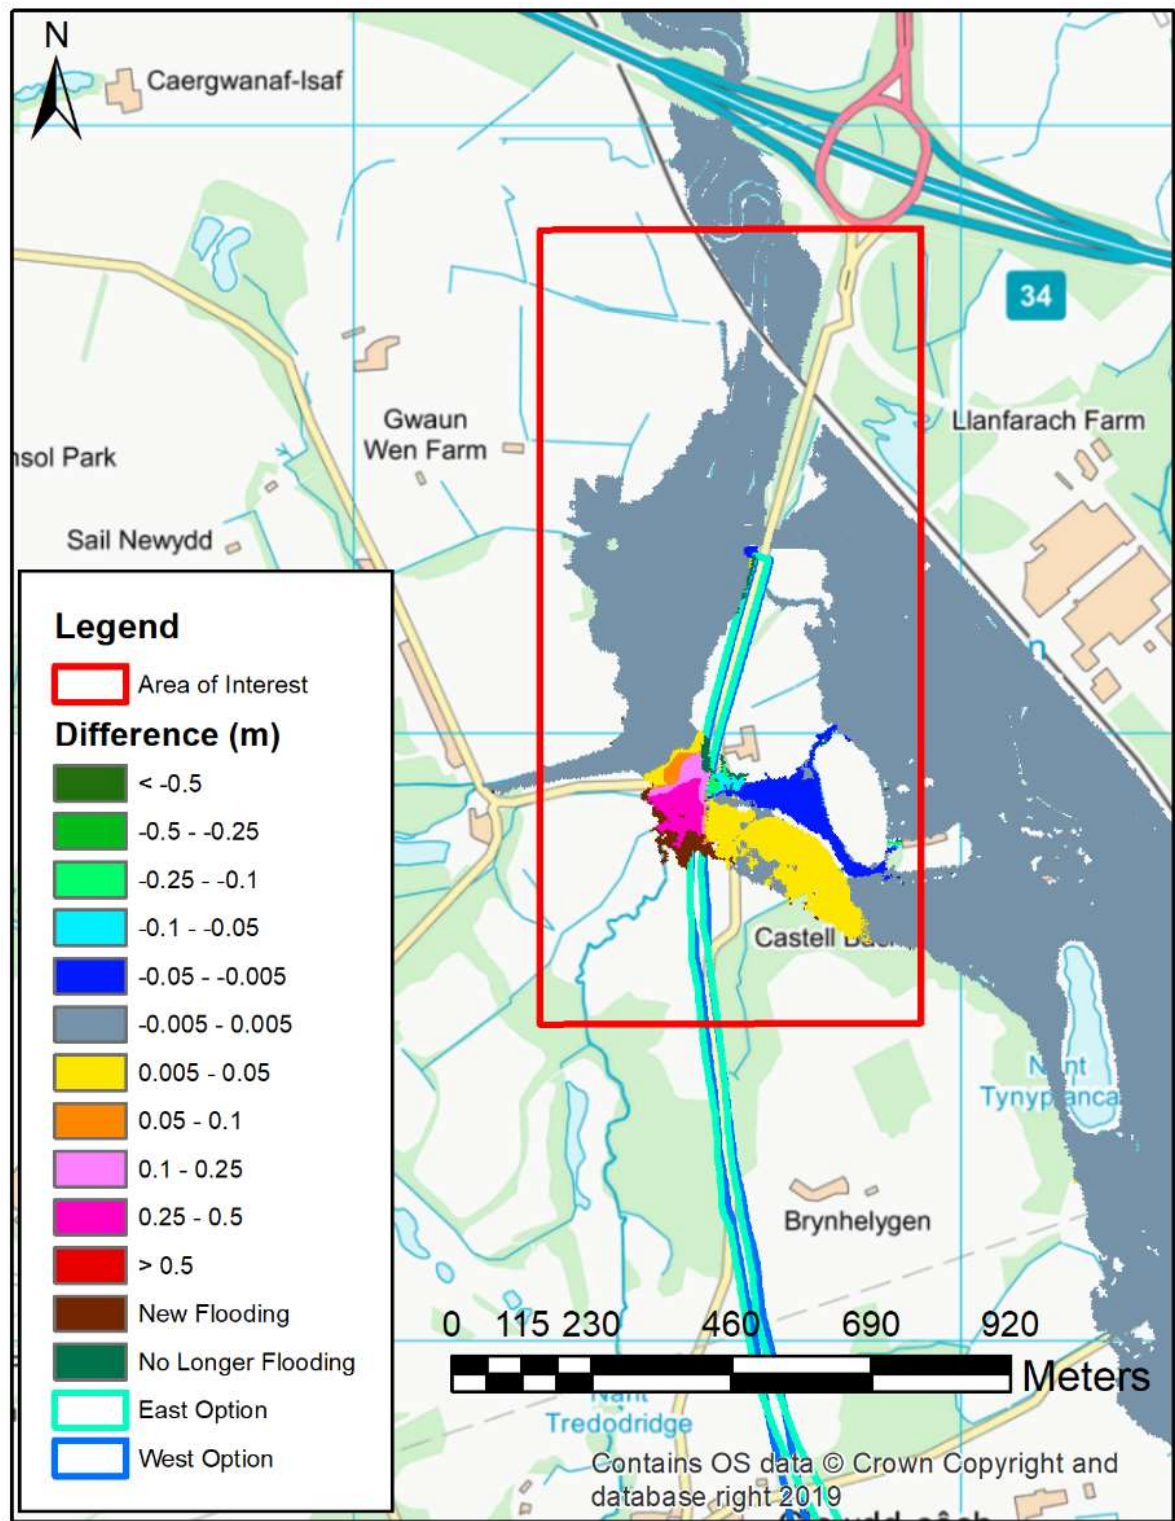 N
Caergwanaf-Isaf
34
Gwaun
Wen Farm
Llanfarach Farm
nsol Park
Sail Newydd
n
Legend
Area of Interest
Difference (m)
< -0.5
-0.5 - -0.25
-0.25 - -0.1
-0.1 - -0.05
-0.05 - -0.005
-0.005 - 0.005
0.005 - 0.05
0.05 - 0.1
0.1 - 0.25
0.25 - 0.5
> 0.5
New Flooding
No Longer Flooding
East Option
West Option
Castell
Nant
Tynyplanca
Brynhelygen
0 115 230 460 690 920
Meters
Nant
Tredodridge
Contains OS data © Crown Copyright and
database right 2019